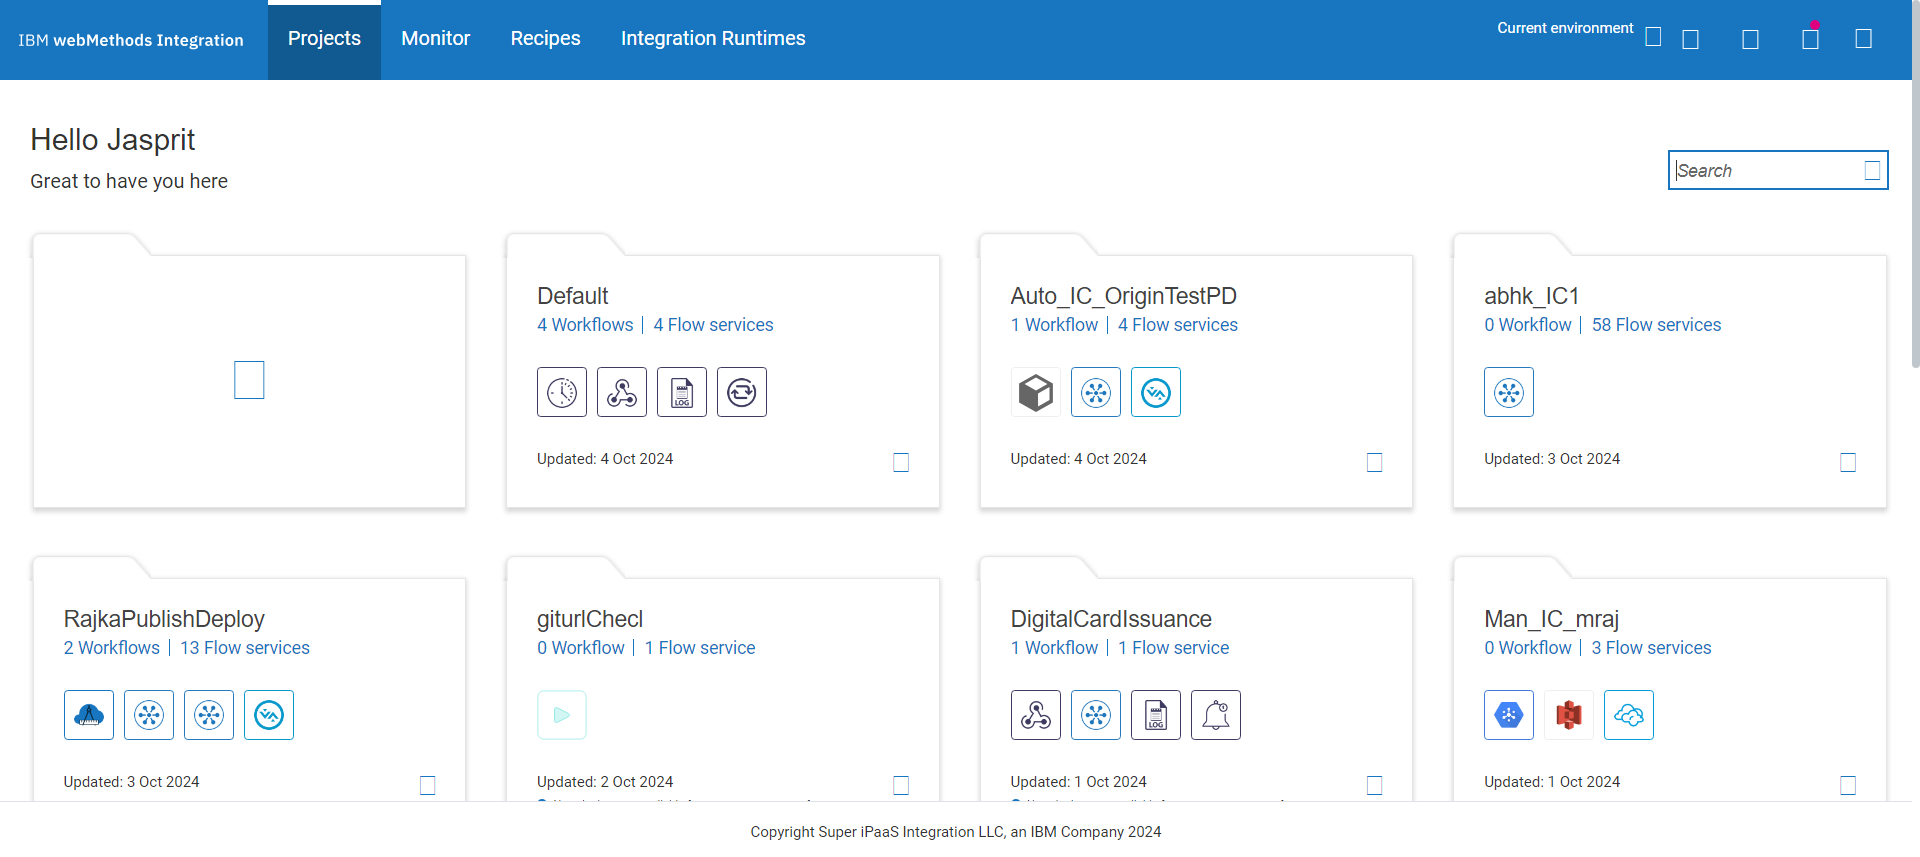 IBM webMethods Integration
Projects
Monitor
Recipes
Integration Runtimes
Current environment
Hello Jasprit
Great to have you here
Search
Default
4 Workflows | 4 Flow services
LOG
Updated: 4 Oct 2024
Auto_IC_OriginTestPD
1 Workflow | 4 Flow services
Updated: 4 Oct 2024
abhk_IC1
0 Workflow | 58 Flow services
Updated: 3 Oct 2024
RajkaPublishDeploy
2 Workflows | 13 Flow services
Updated: 3 Oct 2024
giturlChecl
0 Workflow | 1 Flow service
Updated: 2 Oct 2024
DigitalCardIssuance
1 Workflow | 1 Flow service
LOG
Updated: 1 Oct 2024
Man_IC_mraj
0 Workflow | 3 Flow services
Updated: 1 Oct 2024
Copyright Super iPaaS Integration LLC, an IBM Company 2024